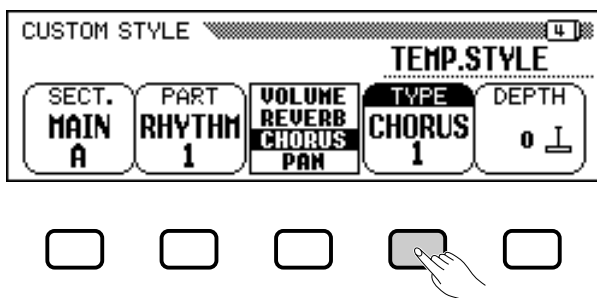 CUSTOM STYLE 4
TEMP.STYLE
SECT.
MAIN
A
PART
RHYTHM
1
VOLUME
REVERB
CHORUS
PAN
TYPE
CHORUS
1
DEPTH
0